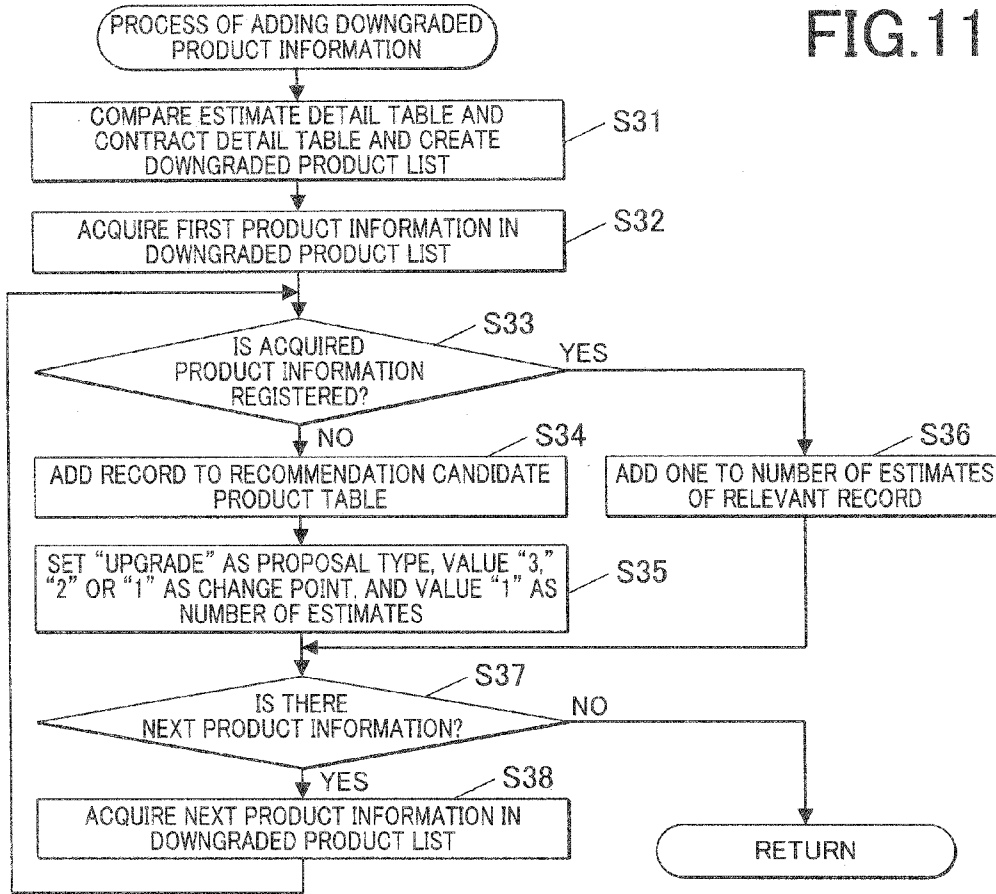 FIG.11
PROCESS OF ADDING DOWNGRADED
PRODUCT INFORMATION
COMPARE ESTIMATE DETAIL TABLE AND
CONTRACT DETAIL TABLE AND CREATE
DOWNGRADED PRODUCT LIST
S31
ACQUIRE FIRST PRODUCT INFORMATION IN
DOWNGRADED PRODUCT LIST
S32
IS ACQUIRED
PRODUCT INFORMATION
REGISTERED?
S33
YES
NO
ADD RECORD TO RECOMMENDATION CANDIDATE
PRODUCT TABLE
S34
ADD ONE TO NUMBER OF ESTIMATES
OF RELEVANT RECORD
S36
SET “UPGRADE” AS PROPOSAL TYPE, VALUE “3,”
“2” OR “1” AS CHANGE POINT, AND VALUE “1” AS
NUMBER OF ESTIMATES
S35
IS THERE
NEXT PRODUCT INFORMATION?
S37
NO
YES
ACQUIRE NEXT PRODUCT INFORMATION IN
DOWNGRADED PRODUCT LIST
S38
RETURN